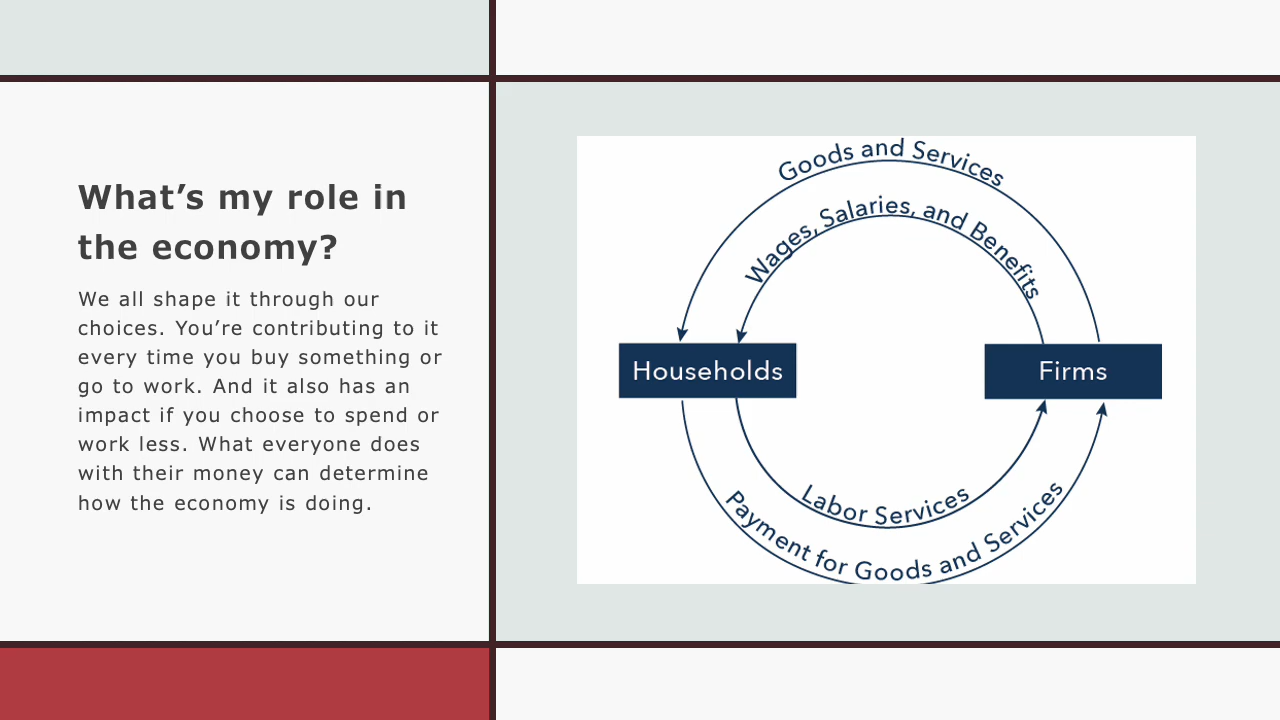 What’s my role in
the economy?
We all shape it through our
choices. You’re contributing to it
every time you buy something or
go to work. And it also has an
impact if you choose to spend or
work less. What everyone does
with their money can determine
how the economy is doing.
Goods and Services
Wages, Salaries, and Benefits
Households
Firms
Labor Services
Payment for Goods and Services